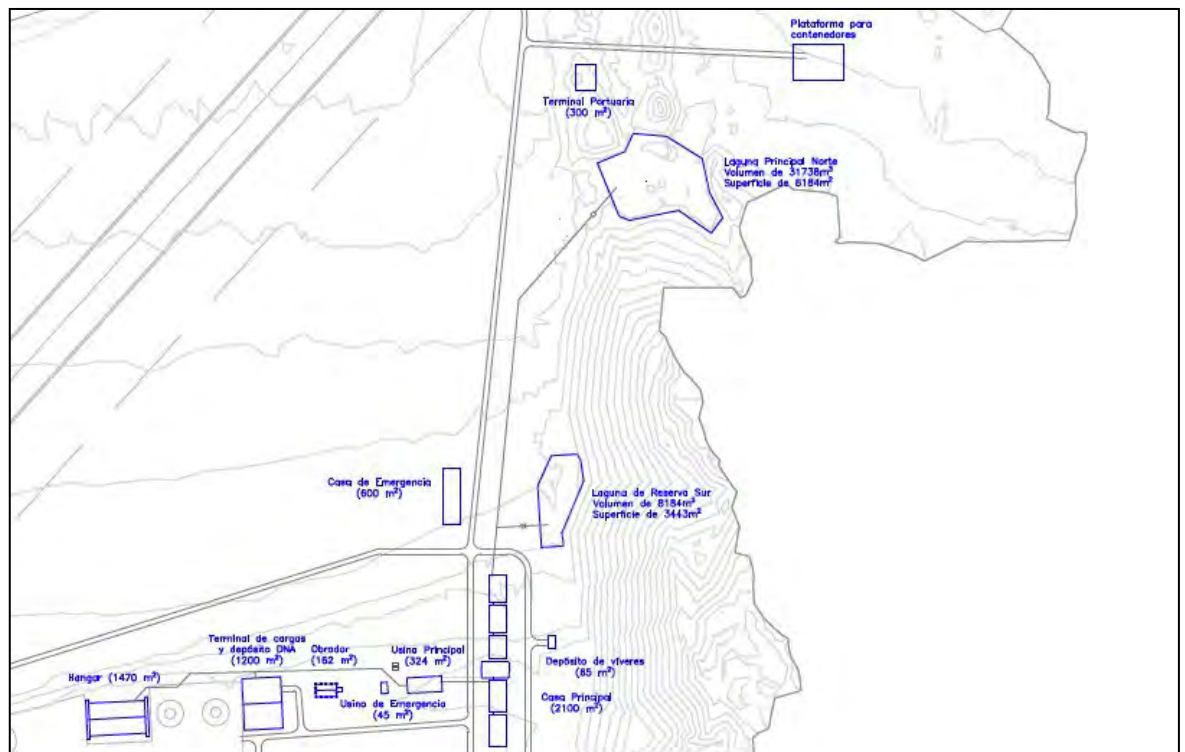 Plataforma para
contenedores
Terminal Portuaria
(300 m²)
Laguna Principal Norte
Volumen de 31738m³
Superficie de 6184m²
Casa de Emergencia
(600 m²)
Laguna de Reserva Sur
Volumen de 8184m³
Superficie de 3443m²
Terminal de cargas
y depósito DNA
(1200 m²)
Obrador
(162 m²)
Usina Principal
(324 m²)
Hangar (1470 m²)
Usina de Emergencia
(45 m²)
Depósito de víveres
(65 m²)
Casa Principal
(2100 m²)